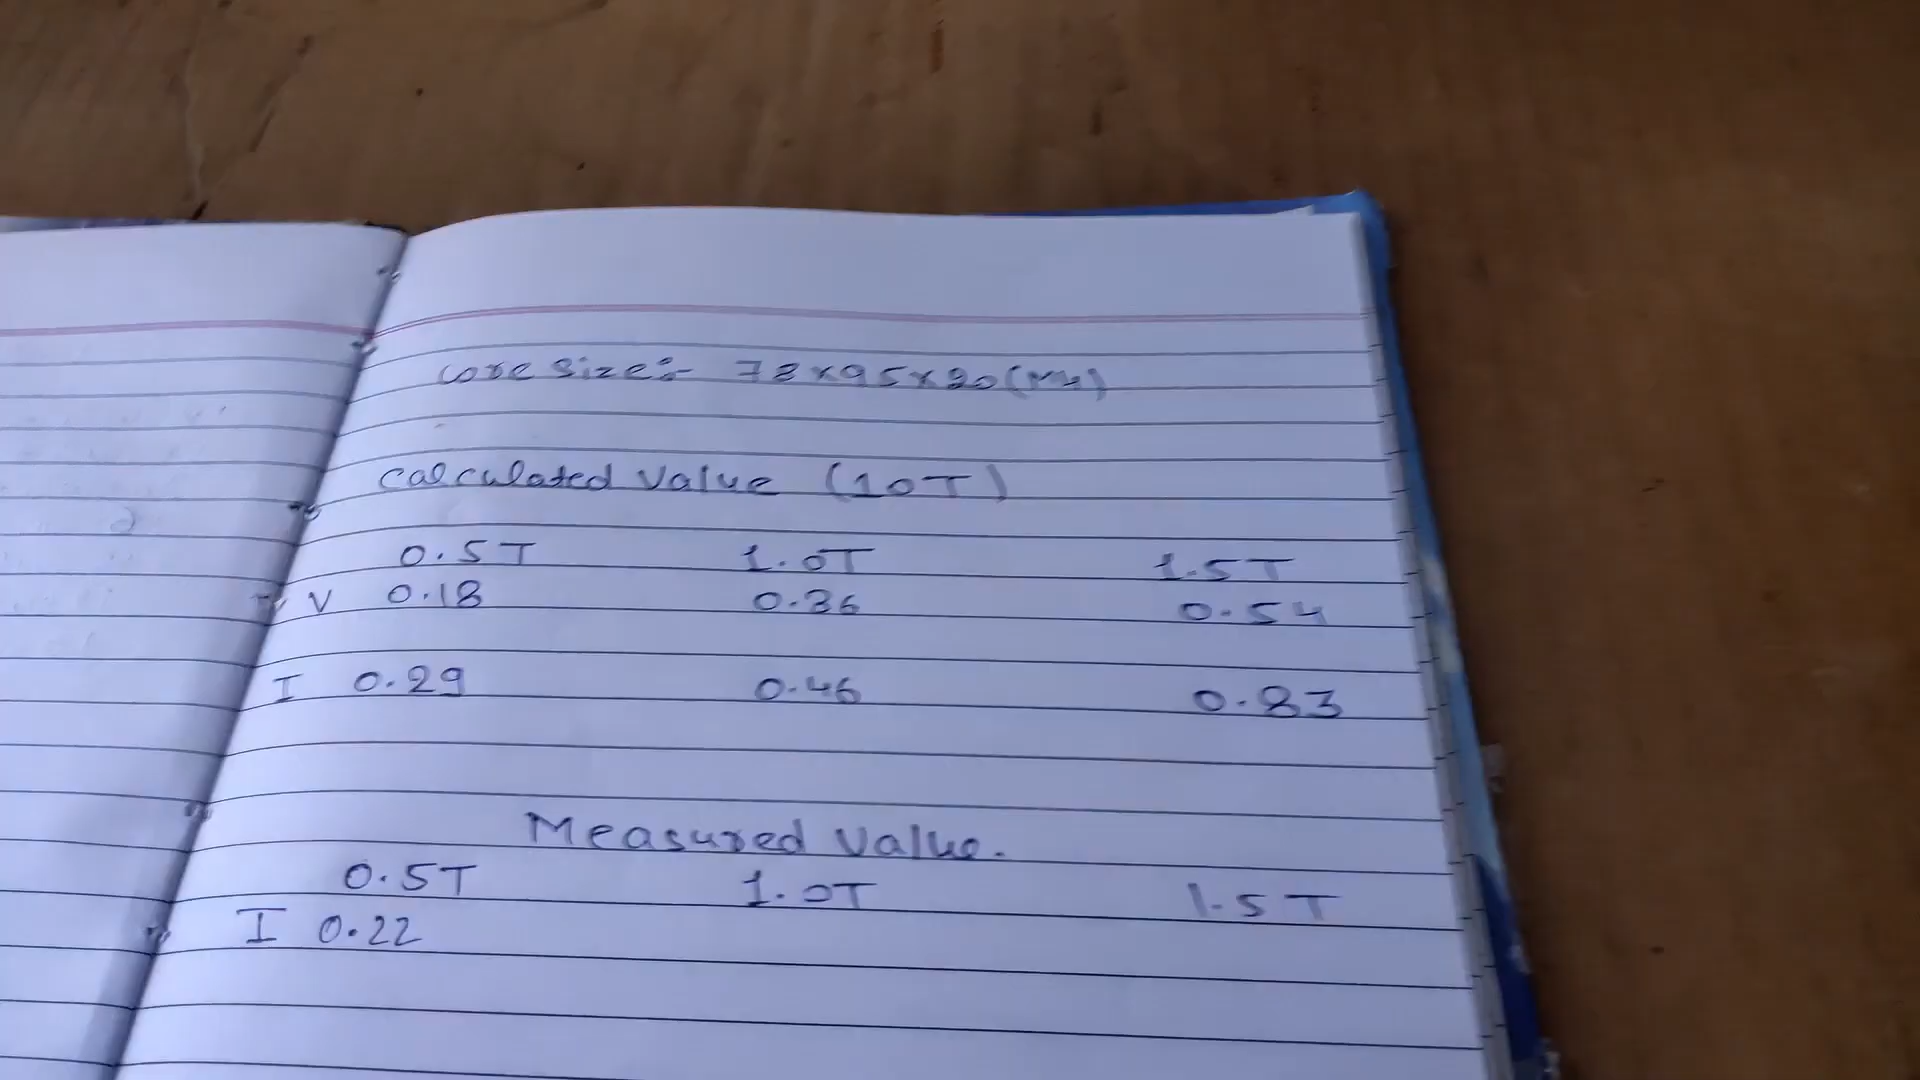 Core Size:- 78x95x20(MM)
Calculated Value (10T)
0.5T 1.0T 1.5T
V 0.18 0.36 0.54
I 0.29 0.46 0.83
Measured Value.
0.5T 1.0T 1.5T
I 0.22